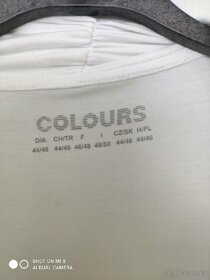 COLOURS
D/A CH/TR F I CZ/SK H/PL
44/46 44/46 46/48 48/50 44/46 44/46
SHOT ON MI 8
AI DUAL CAMERA